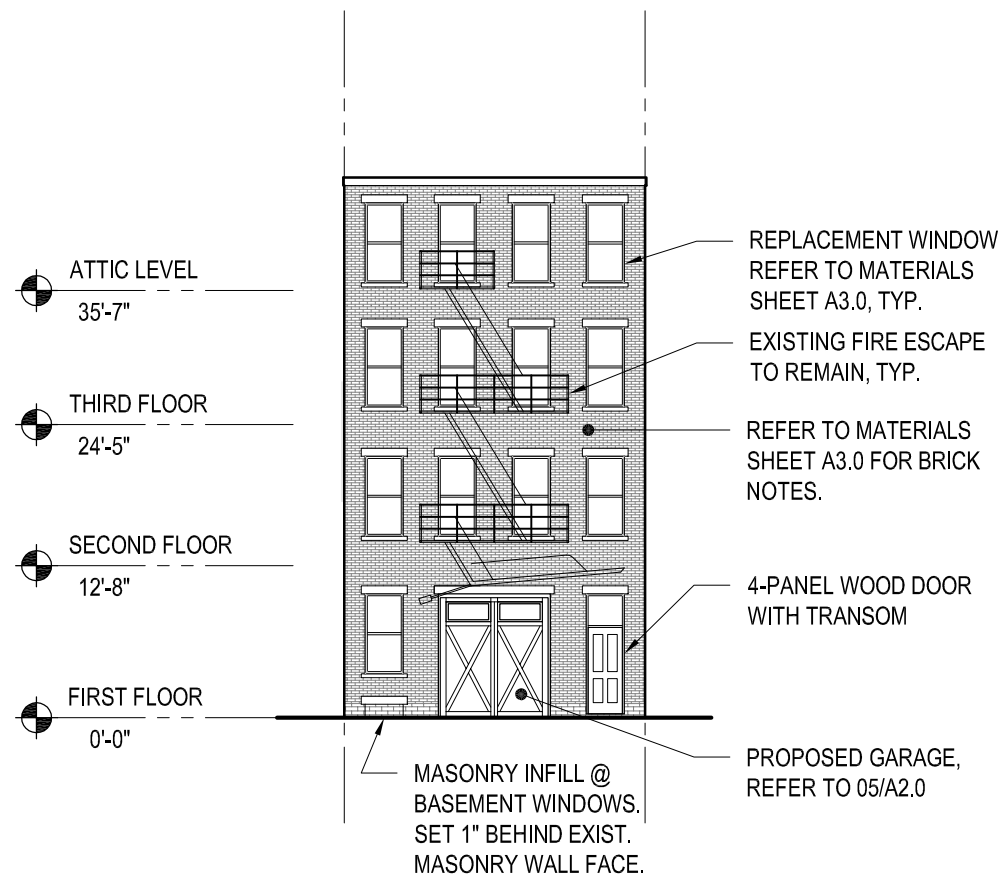 ATTIC LEVEL
35'-7"
THIRD FLOOR
24'-5"
SECOND FLOOR
12'-8"
FIRST FLOOR
0'-0"
REPLACEMENT WINDOW
REFER TO MATERIALS
SHEET A3.0, TYP.
EXISTING FIRE ESCAPE
TO REMAIN, TYP.
REFER TO MATERIALS
SHEET A3.0 FOR BRICK
NOTES.
4-PANEL WOOD DOOR
WITH TRANSOM
PROPOSED GARAGE,
REFER TO 05/A2.0
MASONRY INFILL @
BASEMENT WINDOWS.
SET 1" BEHIND EXIST.
MASONRY WALL FACE.